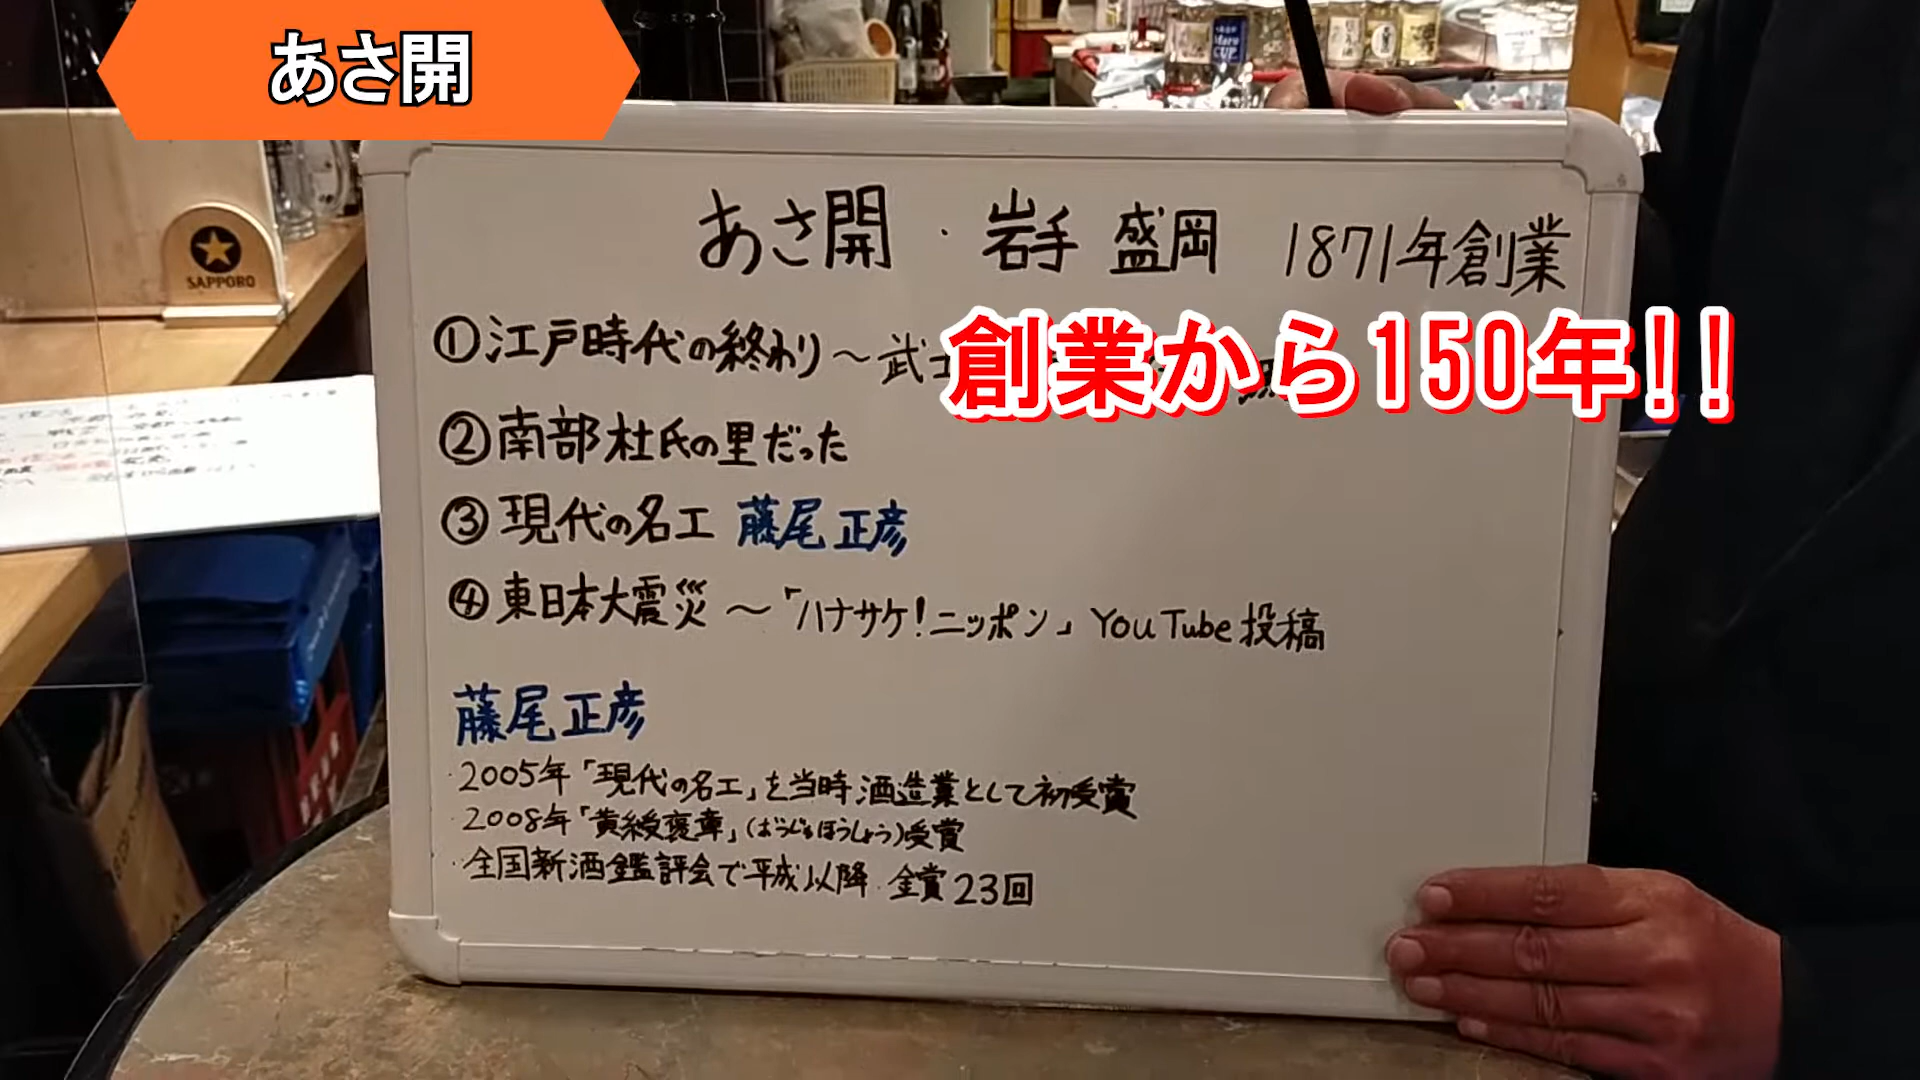 あさ開
SAPPORO
Maru
CUP
あさ開・岩手 盛岡 1871年創業
①江戸時代の終わり〜武士
創業から150年!!
②南部杜氏の里だった
③現代の名工 藤尾正彦
④東日本大震災〜「ハナサケ!ニッポン」YouTube投稿
藤尾正彦
・2005年「現代の名工」を当時酒造業として初受賞
・2008年「黄綬褒章」(おうじゅほうしょう)受賞
・全国新酒鑑評会で平成以降 金賞23回